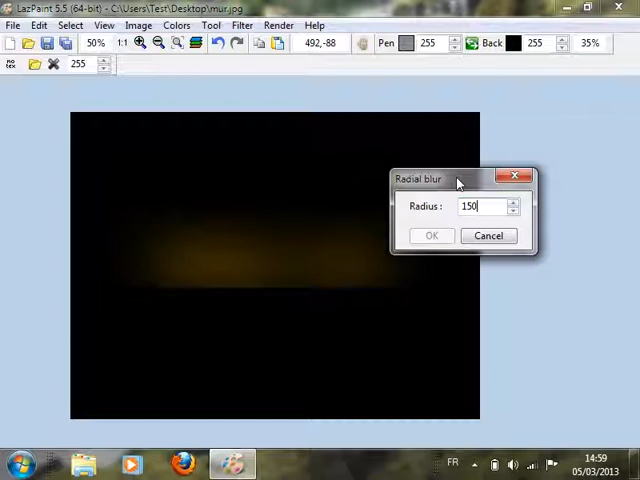 LazPaint 5.5 (64-bit) - C:\Users\Test\Desktop\mur.jpg
File Edit Select View Image Colors Tool Filter Render Help
50% 1:1 492,-88 Pen 255 Back 255 35%
no tex 255
Radial blur
Radius : 150
OK Cancel
FR 14:59
05/03/2013